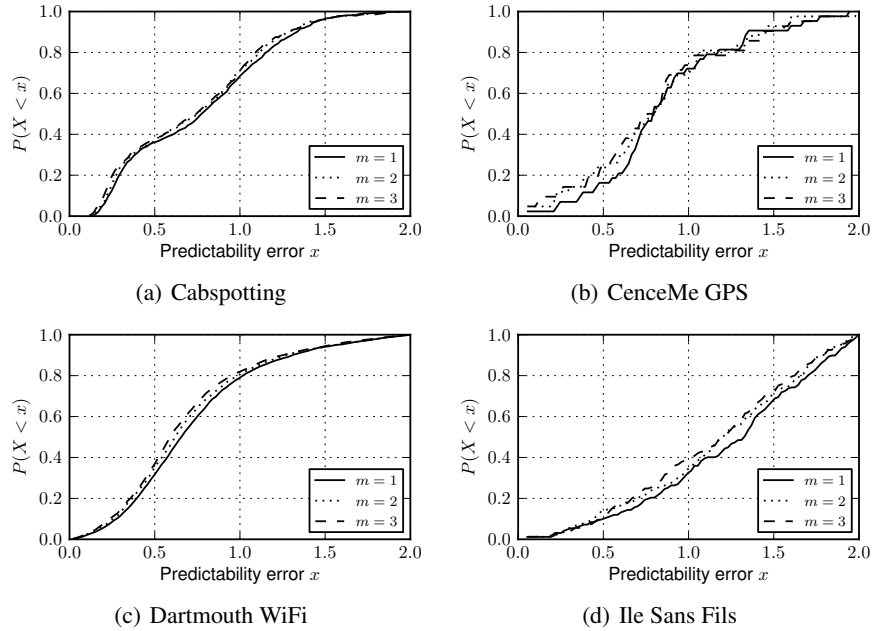 1.0
0.8
0.6
0.4
0.2
0.0
P(X < x)
m = 1
m = 2
m = 3
0.0 0.5 1.0 1.5 2.0
Predictability error x
(a) Cabspotting
1.0
0.8
0.6
0.4
0.2
0.0
P(X < x)
m = 1
m = 2
m = 3
0.0 0.5 1.0 1.5 2.0
Predictability error x
(b) CenceMe GPS
1.0
0.8
0.6
0.4
0.2
0.0
P(X < x)
m = 1
m = 2
m = 3
0.0 0.5 1.0 1.5 2.0
Predictability error x
(c) Dartmouth WiFi
1.0
0.8
0.6
0.4
0.2
0.0
P(X < x)
m = 1
m = 2
m = 3
0.0 0.5 1.0 1.5 2.0
Predictability error x
(d) Ile Sans Fils